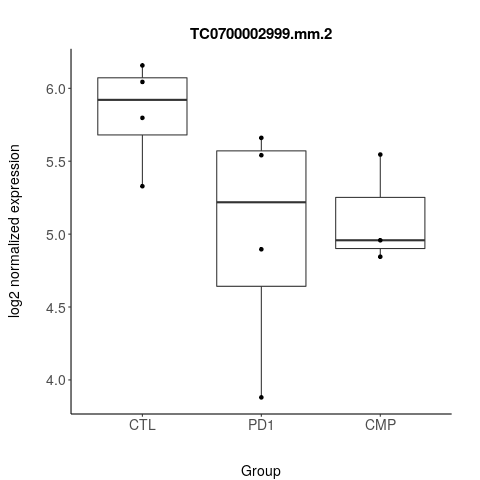 TC0700002999.mm.2
log2 normalized expression
6.0
5.5
5.0
4.5
4.0
CTL
PD1
CMP
Group